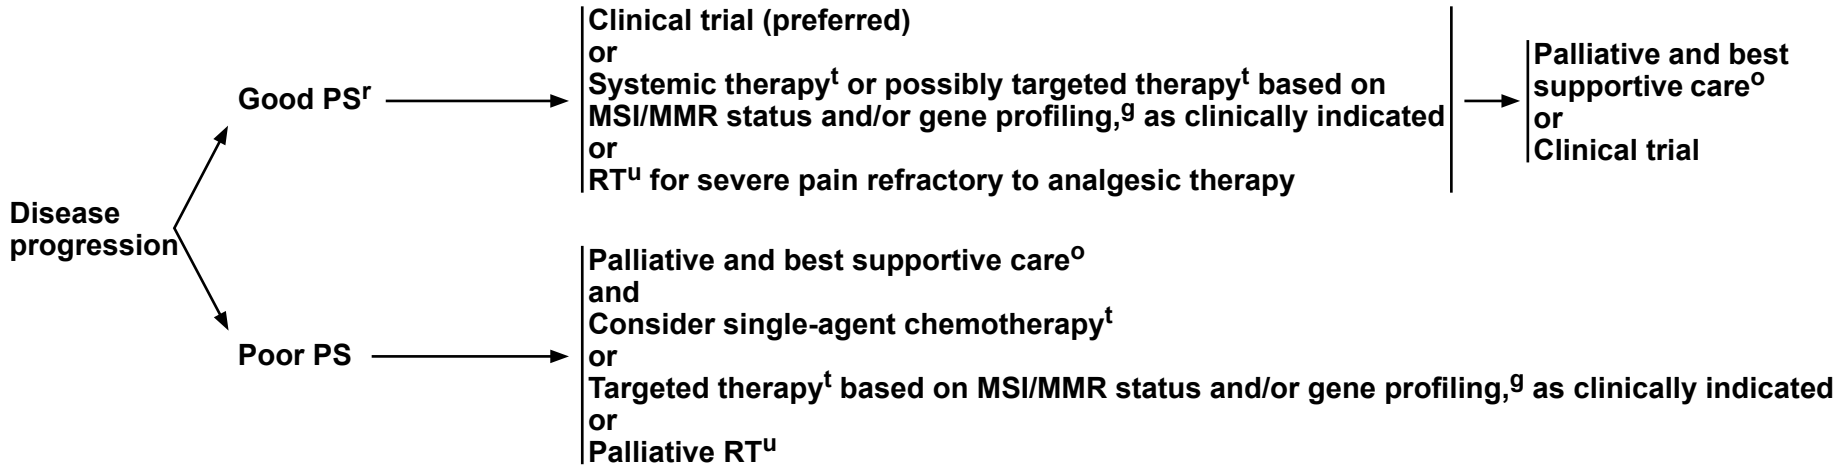 Disease
progression
Good PSʳ
Clinical trial (preferred)
or
Systemic therapyᵗ or possibly targeted therapyᵗ based on
MSI/MMR status and/or gene profiling,ᵍ as clinically indicated
or
RTᵘ for severe pain refractory to analgesic therapy
Palliative and best
supportive careᵒ
or
Clinical trial
Poor PS
Palliative and best supportive careᵒ
and
Consider single-agent chemotherapyᵗ
or
Targeted therapyᵗ based on MSI/MMR status and/or gene profiling,ᵍ as clinically indicated
or
Palliative RTᵘ